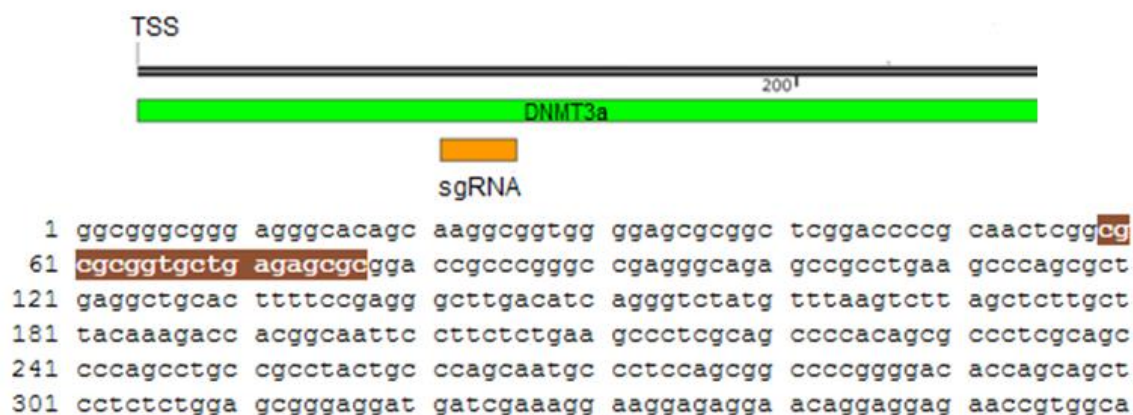 TSS
200
DNMT3a
sgRNA
1 ggcgggcggg agggcacagc aaggcggtgg ggagcgcggc tcggaccccg caactcggcg
61 cgcggtgctg agagcgcgga ccgcccgggc cgagggcaga gccgcctgaa gcccagcgct
121 gaggctgcac ttttccgagg gcttgacatc agggtctatg tttaagtctt agctcttgct
181 tacaaagacc acggcaattc cttctctgaa gccctcgcag ccccacagcg ccctcgcagc
241 cccagcctgc cgcctactgc ccagcaatgc cctccagcgg ccccggggac accagcagct
301 cctctctgga gcgggaggat gatcgaaagg aaggagagga acaggaggag aaccgtggca